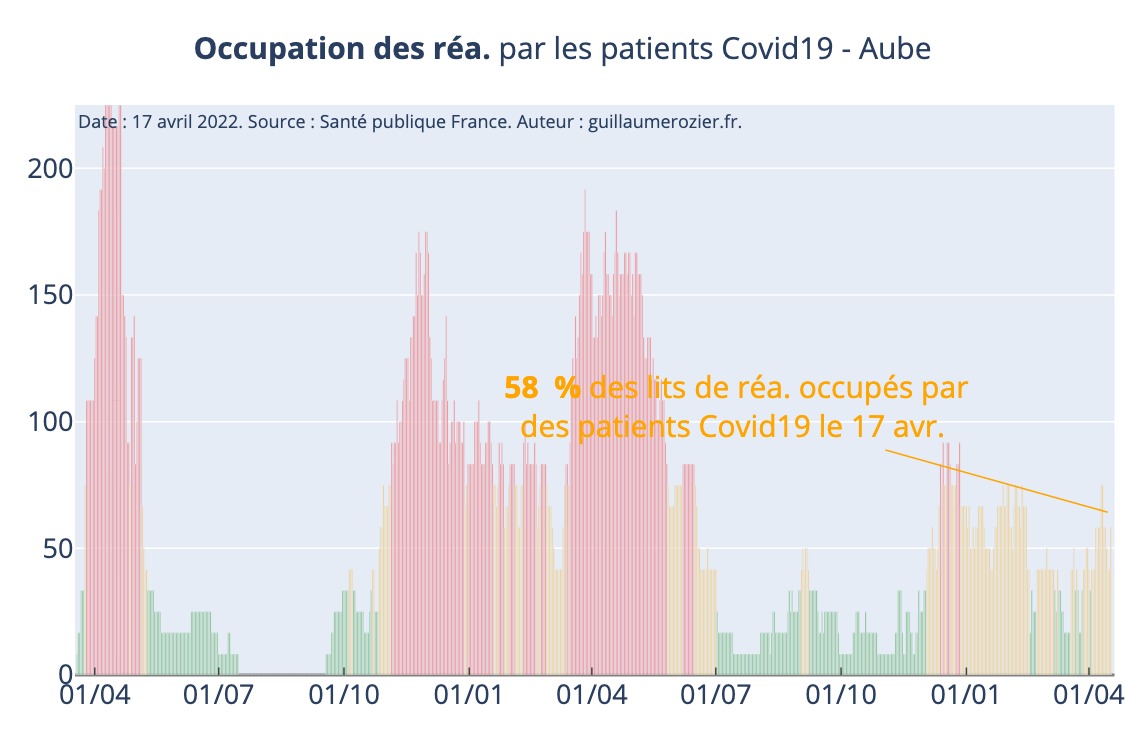 Occupation des réa. par les patients Covid19 - Aube
Date : 17 avril 2022. Source : Santé publique France. Auteur : guillaumerozier.fr.
200
150
100
50
0
58 % des lits de réa. occupés par
des patients Covid19 le 17 avr.
01/04 01/07 01/10 01/01 01/04 01/07 01/10 01/01 01/04